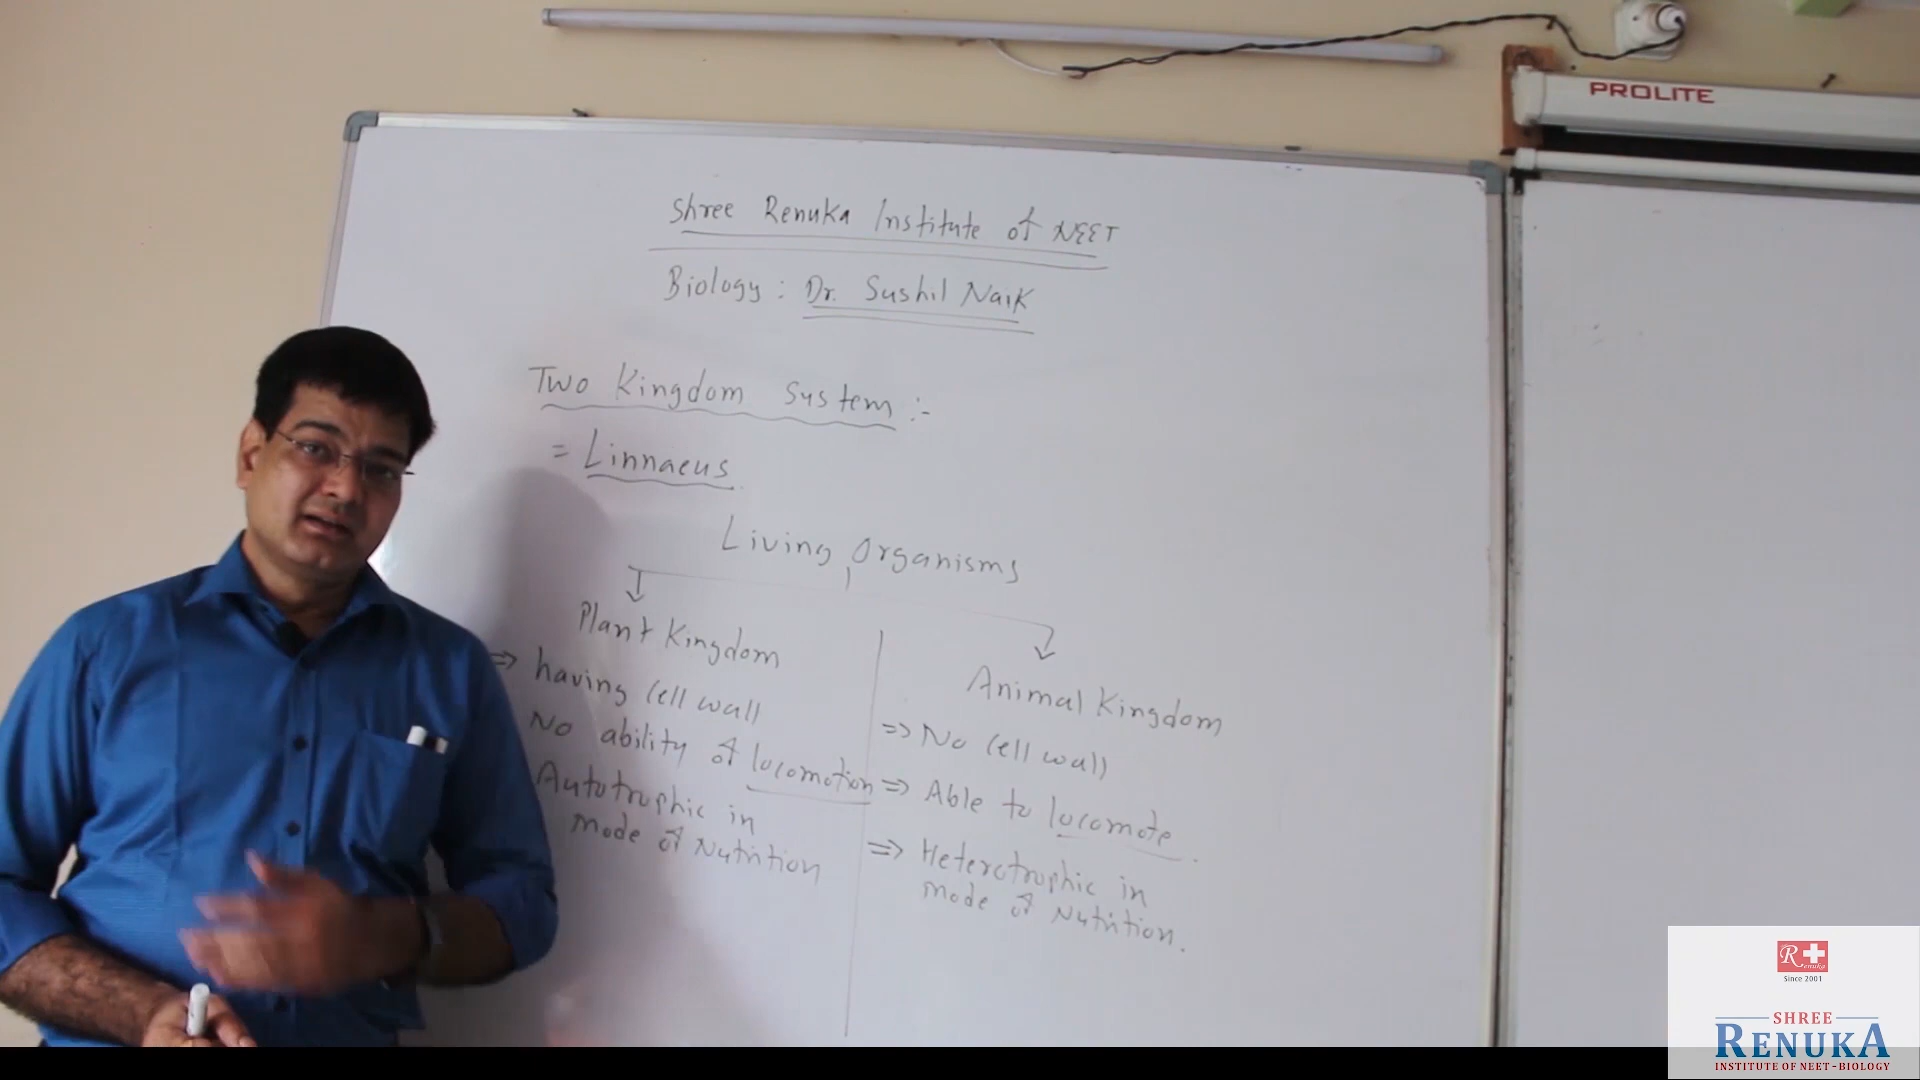 PROLITE
Shree Renuka Institute of NEET
Biology : Dr. Sushil Naik
Two Kingdom System :-
= Linnaeus.
Living Organisms
Plant Kingdom
⇒ having Cell wall
No ability of locomotion
Autotrophic in
mode of Nutrition
Animal Kingdom
⇒ No Cell wall
⇒ Able to locomote.
⇒ Heterotrophic in
mode of Nutrition.
R+
Renuka
Since 2001
SHREE
RENUKA
INSTITUTE OF NEET-BIOLOGY